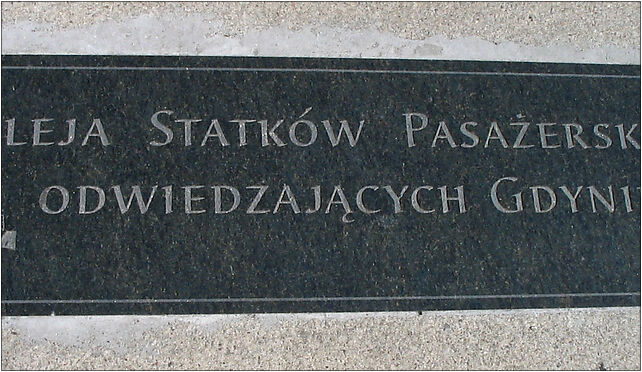 LEJA STATKÓW PASAŻERSK
ODWIEDZAJĄCYCH GDYNI